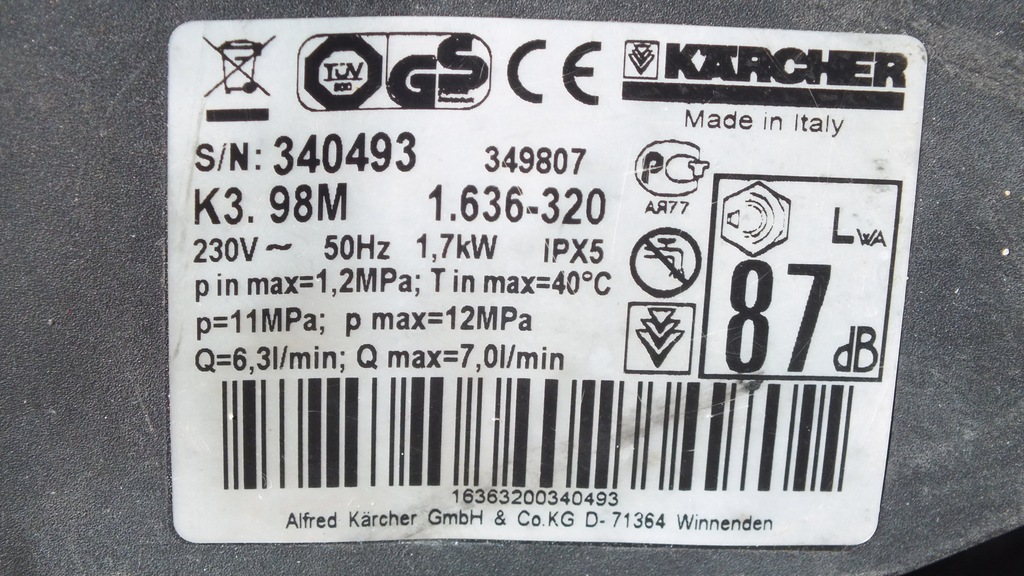 TÜV
GS
CE
KÄRCHER
Made in Italy
S/N: 340493 349807
K3. 98M 1.636-320
АЯ77
230V ~ 50Hz 1,7kW IPX5
p in max=1,2MPa; T in max=40°C
p=11MPa; p max=12MPa
Q=6,3l/min; Q max=7,0l/min
LWA
87
dB
16363200340493
Alfred Kärcher GmbH & Co.KG D- 71364 Winnenden